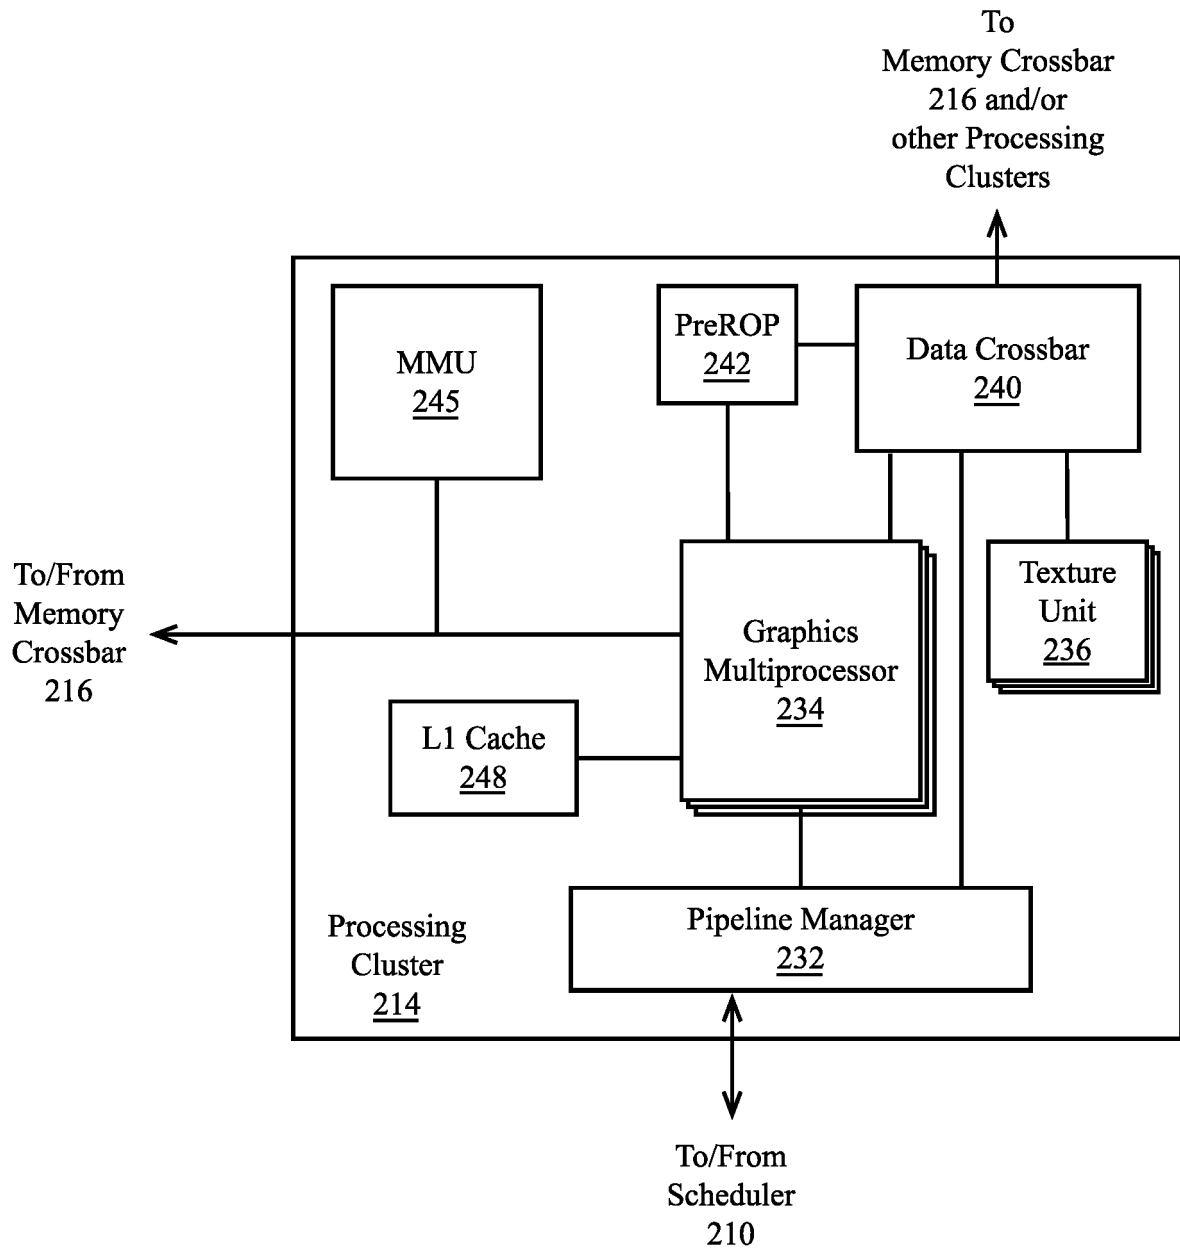 To
Memory Crossbar
216 and/or
other Processing
Clusters
MMU
245
PreROP
242
Data Crossbar
240
To/From
Memory
Crossbar
216
Graphics
Multiprocessor
234
Texture
Unit
236
L1 Cache
248
Processing
Cluster
214
Pipeline Manager
232
To/From
Scheduler
210